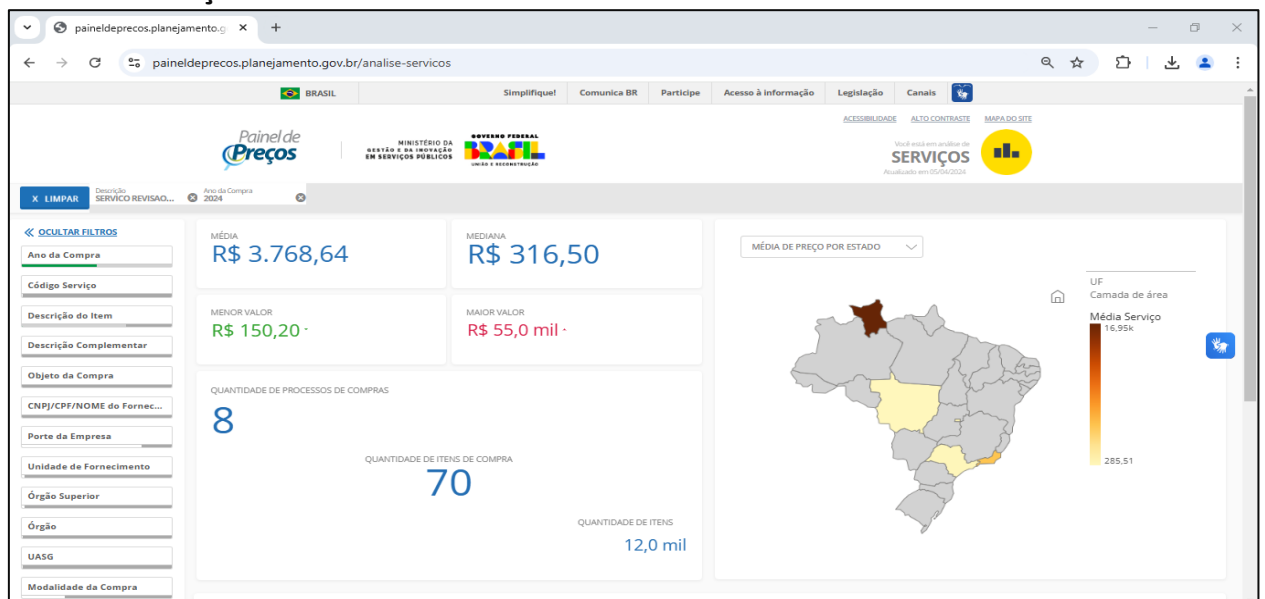 paineldeprecos.planejamento.g
paineldeprecos.planejamento.gov.br/analise-servicos
BRASIL
Simplifique!
Comunica BR
Participe
Acesso à informação
Legislação
Canais
ACESSIBILIDADE
ALTO CONTRASTE
MAPA DO SITE
Painel de
Preços
MINISTÉRIO DA
GESTÃO E DA INOVAÇÃO
EM SERVIÇOS PÚBLICOS
GOVERNO FEDERAL
BRASIL
UNIÃO E RECONSTRUÇÃO
Você está em análise de
SERVIÇOS
Atualizado em 05/04/2024
X LIMPAR
Descrição
SERVICO REVISAO...
Ano da Compra
2024
OCULTAR FILTROS
Ano da Compra
Código Serviço
Descrição do Item
Descrição Complementar
Objeto da Compra
CNPJ/CPF/NOME do Fornec...
Porte da Empresa
Unidade de Fornecimento
Órgão Superior
Órgão
UASG
Modalidade da Compra
MÉDIA
R$ 3.768,64
MEDIANA
R$ 316,50
MENOR VALOR
R$ 150,20
MAIOR VALOR
R$ 55,0 mil
QUANTIDADE DE PROCESSOS DE COMPRAS
8
QUANTIDADE DE ITENS DE COMPRA
70
QUANTIDADE DE ITENS
12,0 mil
MÉDIA DE PREÇO POR ESTADO
UF
Camada de área
Média Serviço
16,95k
285,51